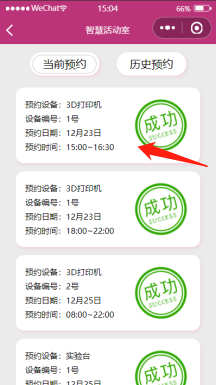 WeChat 15:04 66%
智慧活动室
当前预约 历史预约
预约设备：3D打印机
设备编号：1号
预约日期：12月23日
预约时间：15:00~16:30
成功
SUCCESS
预约设备：3D打印机
设备编号：1号
预约日期：12月23日
预约时间：18:00~22:00
成功
SUCCESS
预约设备：3D打印机
设备编号：2号
预约日期：12月25日
预约时间：08:00~22:00
成功
SUCCESS
预约设备：实验台
设备编号：1号
预约日期：12月25日
成功